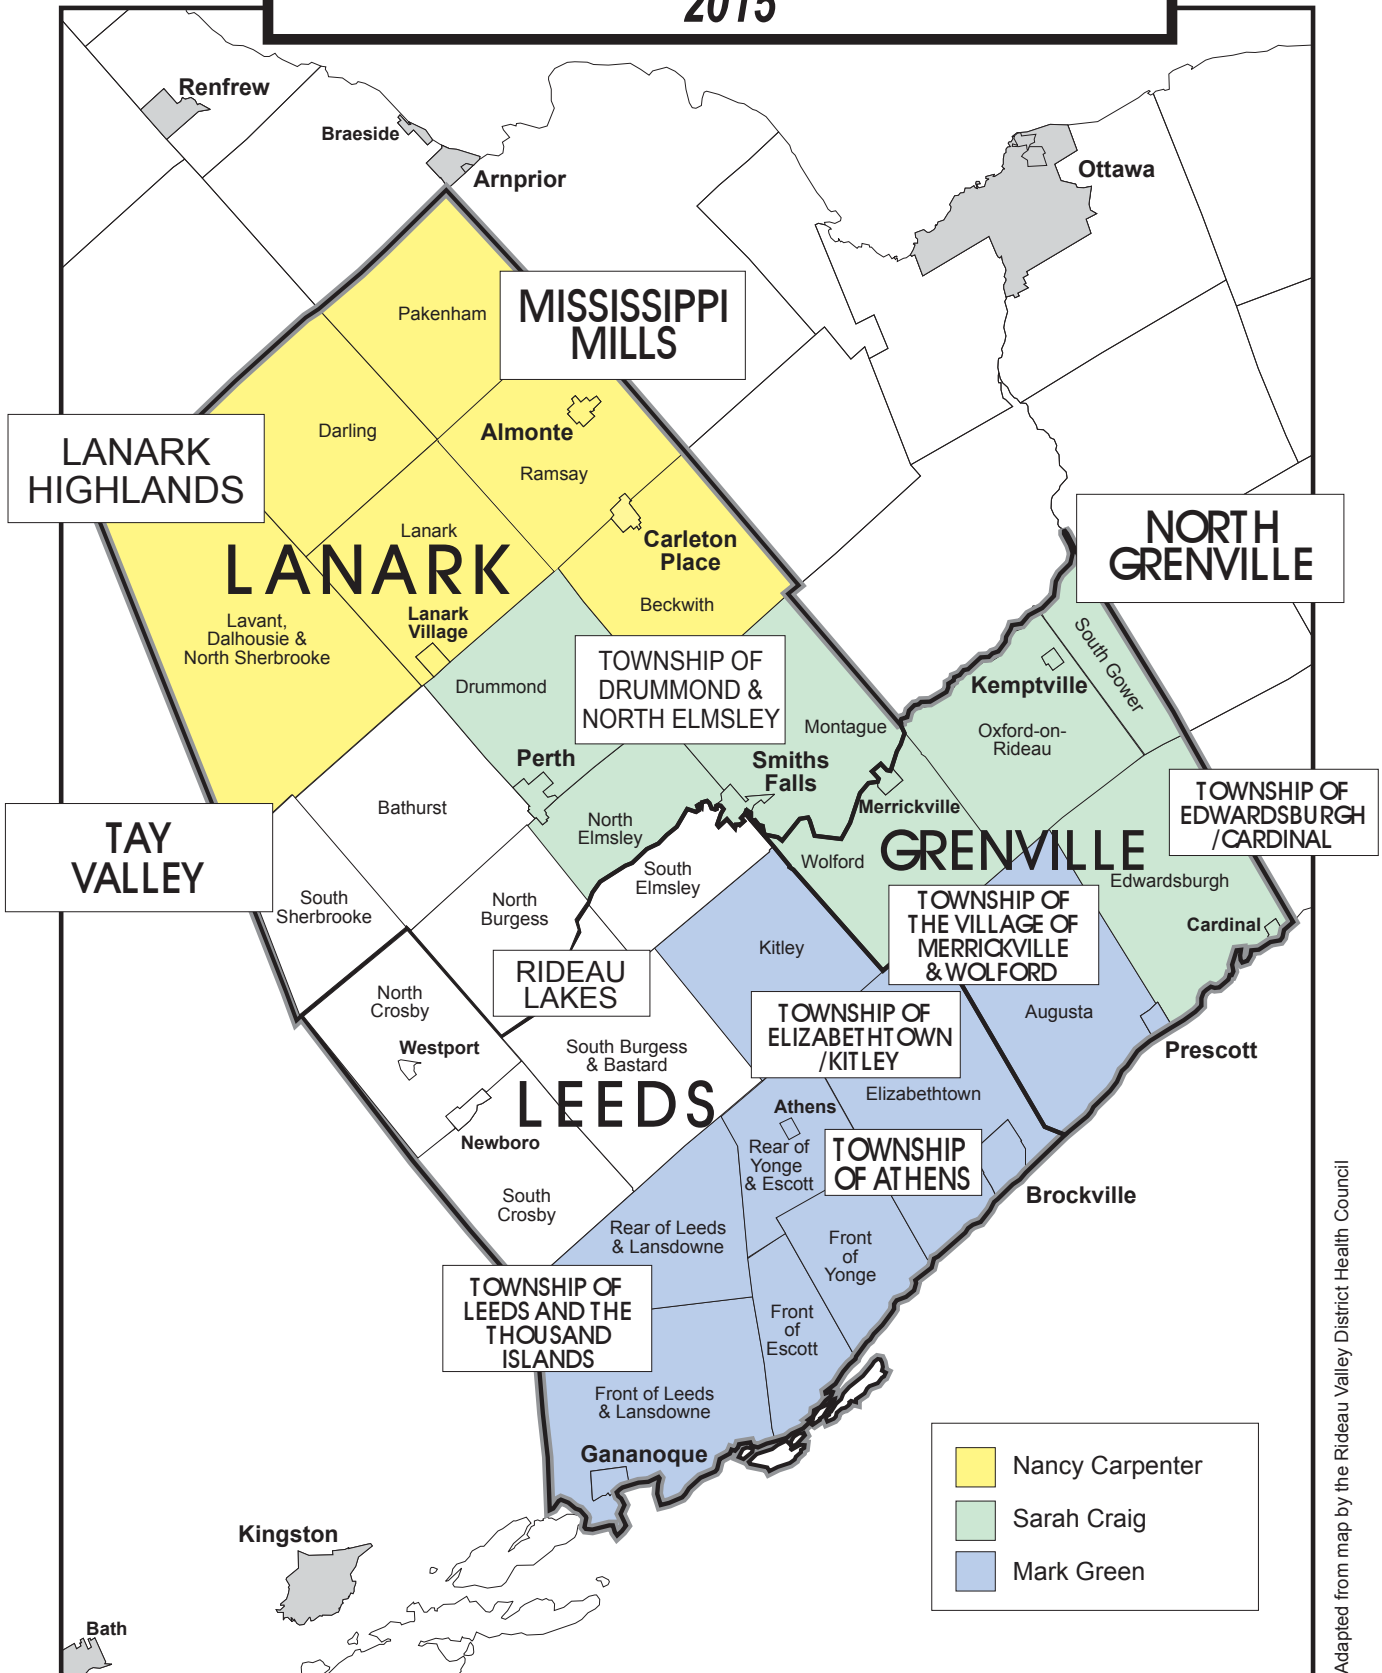 2015
Renfrew
Braeside
Arnprior
Ottawa
Pakenham
MISSISSIPPI
MILLS
Darling
Almonte
Ramsay
LANARK
HIGHLANDS
Lanark
LANARK
Carleton
Place
Beckwith
NORTH
GRENVILLE
Lanark
Village
Lavant,
Dalhousie &
North Sherbrooke
South Gower
Kemptville
Oxford-on-
Rideau
Drummond
TOWNSHIP OF
DRUMMOND &
NORTH ELMSLEY
Montague
Perth
Smiths
Falls
Merrickville
TOWNSHIP OF
EDWARDSBURGH
/CARDINAL
Bathurst
North
Elmsley
TAY
VALLEY
Wolford
GRENVILLE
South
Elmsley
Edwardsburgh
South
Sherbrooke
North
Burgess
TOWNSHIP OF
THE VILLAGE OF
MERRICKVILLE
& WOLFORD
Cardinal
Kitley
RIDEAU
LAKES
North
Crosby
TOWNSHIP OF
ELIZABETHTOWN
/KITLEY
Augusta
Westport
South Burgess
& Bastard
Prescott
LEEDS
Elizabethtown
Athens
Newboro
Rear of
Yonge
& Escott
TOWNSHIP
OF ATHENS
Brockville
South
Crosby
Rear of Leeds
& Lansdowne
Front
of
Yonge
TOWNSHIP OF
LEEDS AND THE
THOUSAND
ISLANDS
Front
of
Escott
Front of Leeds
& Lansdowne
Gananoque
Kingston
Bath
Nancy Carpenter
Sarah Craig
Mark Green
Adapted from map by the Rideau Valley District Health Council